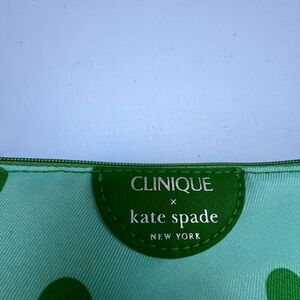 CLINIQUE
×
kate spade
NEW YORK